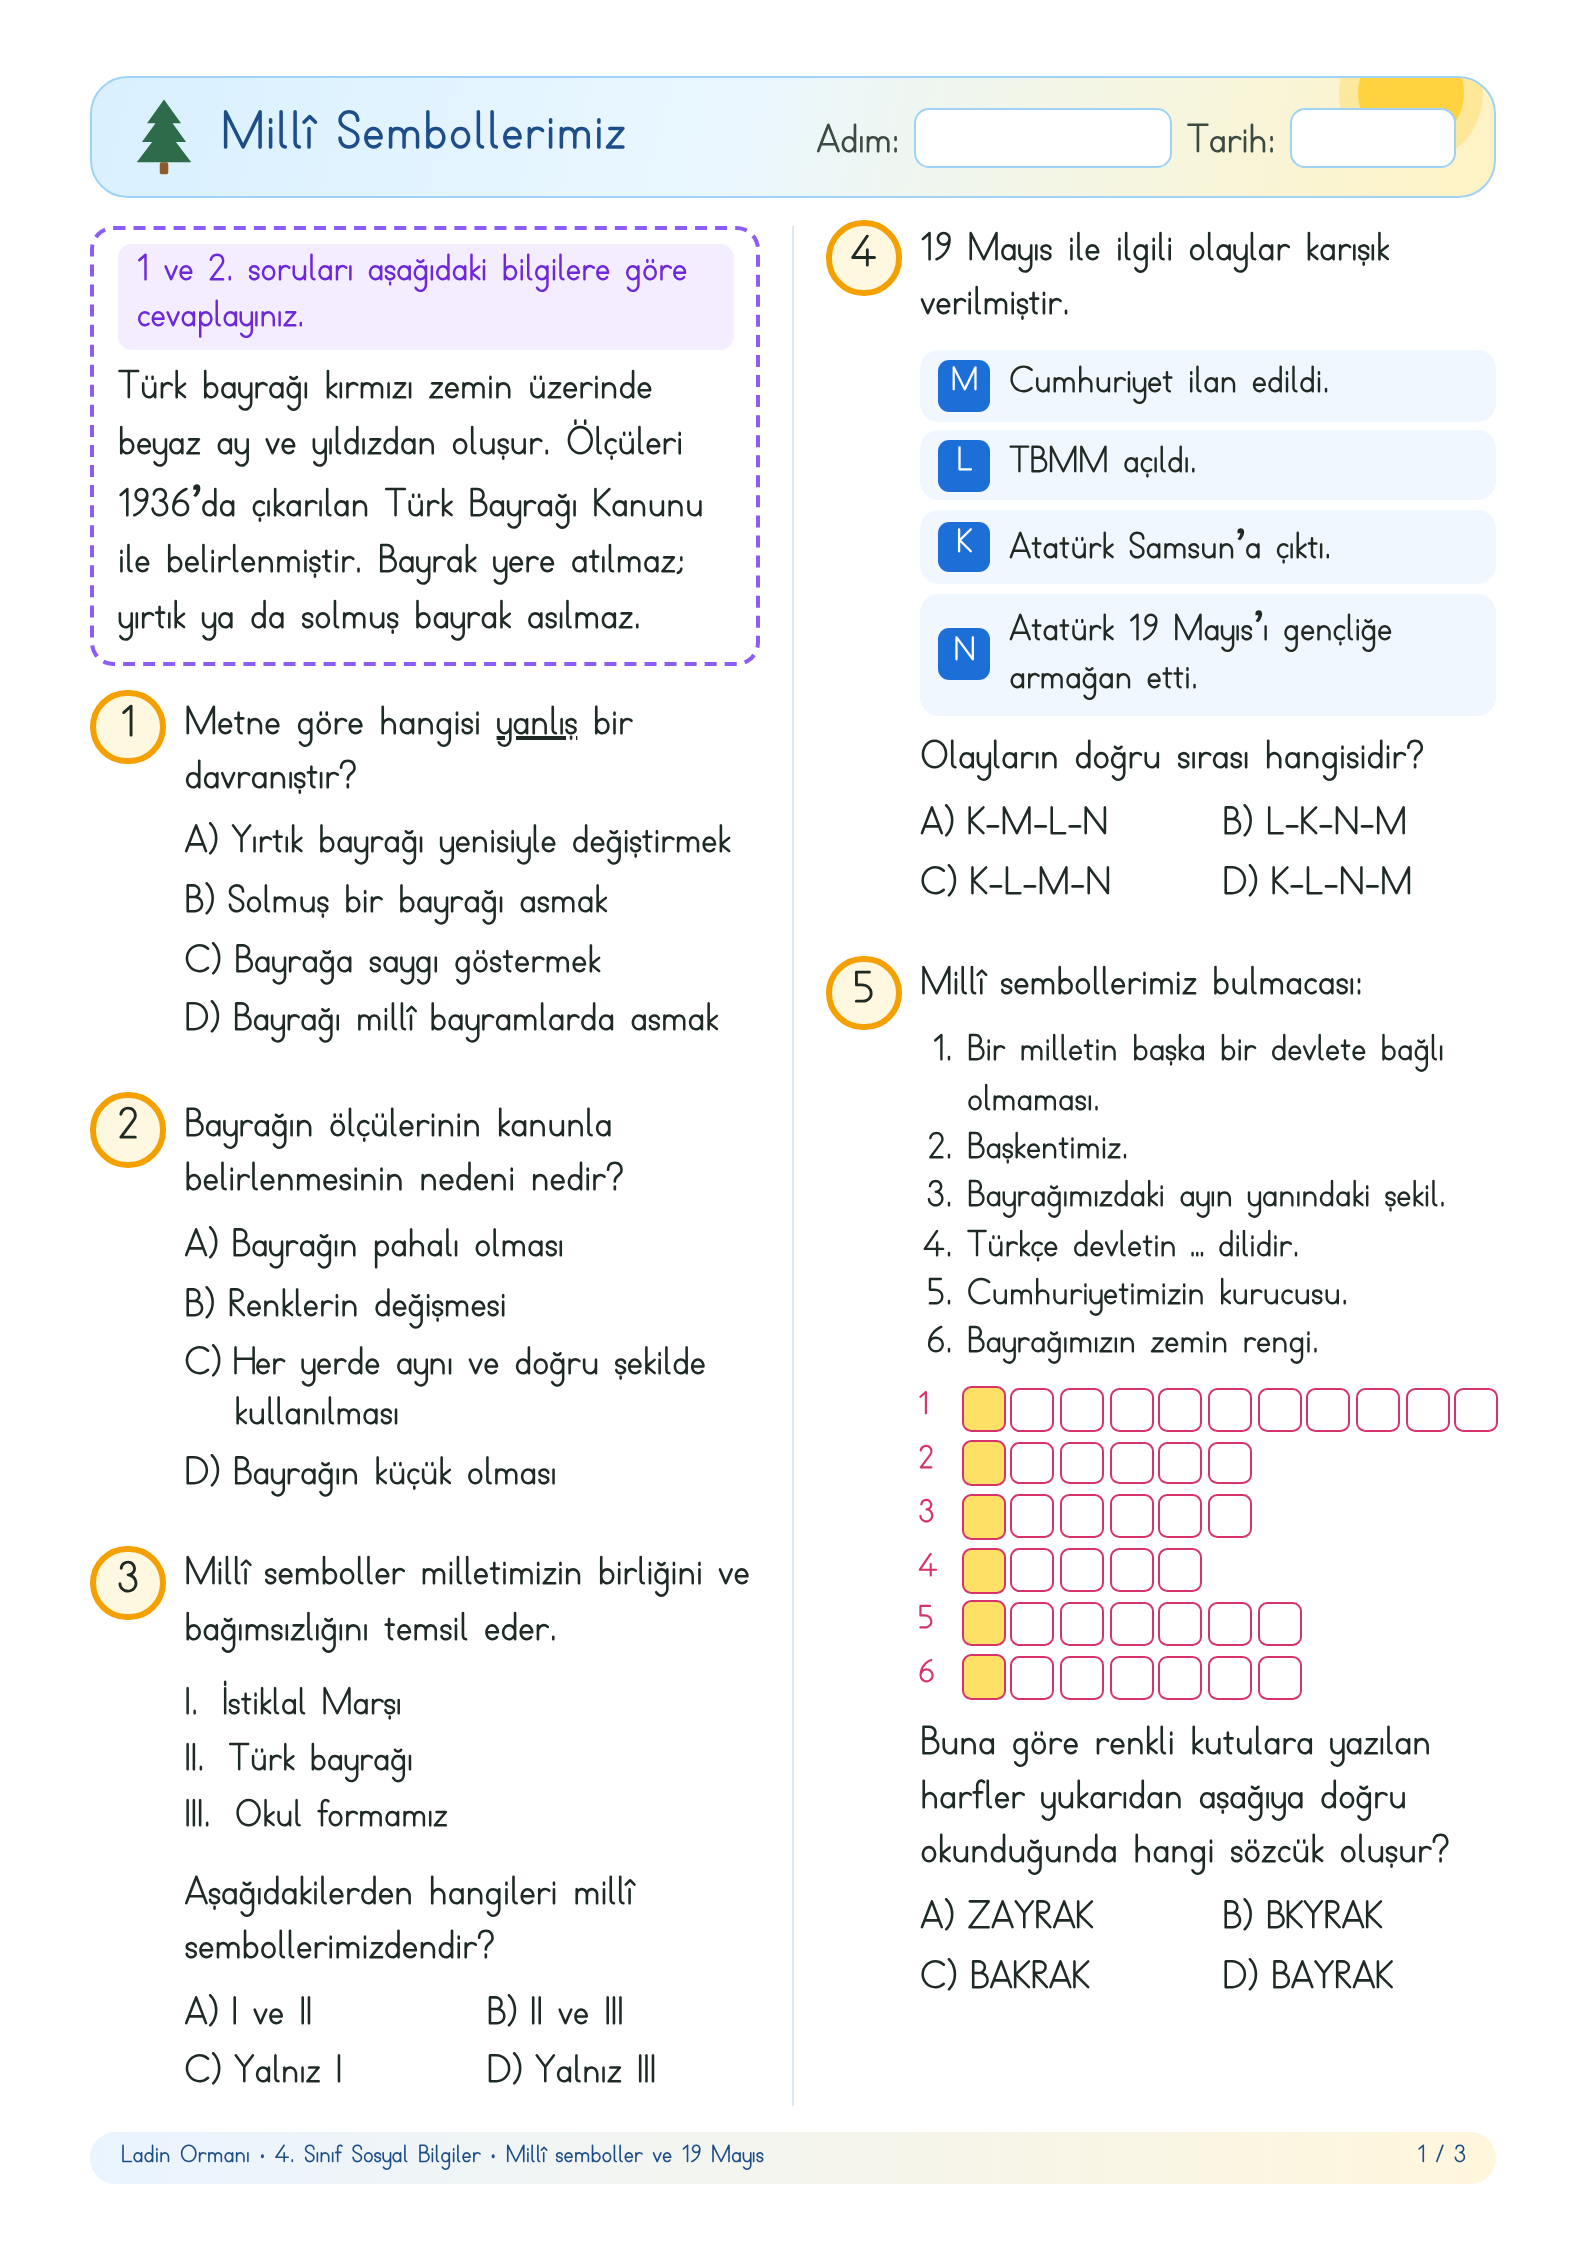 Millî Sembollerimiz
Adım:
Tarih:
1 ve 2. soruları aşağıdaki bilgilere göre
cevaplayınız.
Türk bayrağı kırmızı zemin üzerinde
beyaz ay ve yıldızdan oluşur. Ölçüleri
1936’da çıkarılan Türk Bayrağı Kanunu
ile belirlenmiştir. Bayrak yere atılmaz;
yırtık ya da solmuş bayrak asılmaz.
1
Metne göre hangisi yanlış bir
davranıştır?
A) Yırtık bayrağı yenisiyle değiştirmek
B) Solmuş bir bayrağı asmak
C) Bayrağa saygı göstermek
D) Bayrağı millî bayramlarda asmak
2
Bayrağın ölçülerinin kanunla
belirlenmesinin nedeni nedir?
A) Bayrağın pahalı olması
B) Renklerin değişmesi
C) Her yerde aynı ve doğru şekilde
kullanılması
D) Bayrağın küçük olması
3
Millî semboller milletimizin birliğini ve
bağımsızlığını temsil eder.
I. İstiklal Marşı
II. Türk bayrağı
III. Okul formamız
Aşağıdakilerden hangileri millî
sembollerimizdendir?
A) I ve II
B) II ve III
C) Yalnız I
D) Yalnız III
4
19 Mayıs ile ilgili olaylar karışık
verilmiştir.
M Cumhuriyet ilan edildi.
L TBMM açıldı.
K Atatürk Samsun’a çıktı.
N Atatürk 19 Mayıs’ı gençliğe
armağan etti.
Olayların doğru sırası hangisidir?
A) K-M-L-N
B) L-K-N-M
C) K-L-M-N
D) K-L-N-M
5
Millî sembollerimiz bulmacası:
1. Bir milletin başka bir devlete bağlı
olmaması.
2. Başkentimiz.
3. Bayrağımızdaki ayın yanındaki şekil.
4. Türkçe devletin … dilidir.
5. Cumhuriyetimizin kurucusu.
6. Bayrağımızın zemin rengi.
1
2
3
4
5
6
Buna göre renkli kutulara yazılan
harfler yukarıdan aşağıya doğru
okunduğunda hangi sözcük oluşur?
A) ZAYRAK
B) BKYRAK
C) BAKRAK
D) BAYRAK
Ladin Ormanı • 4. Sınıf Sosyal Bilgiler • Millî semboller ve 19 Mayıs
1 / 3